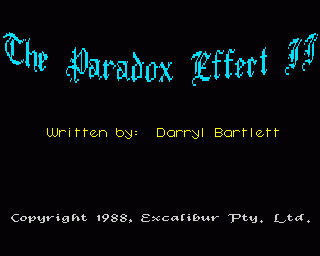 The Paradox Effect II
Written by: Darryl Bartlett
Copyright 1988, Excalibur Pty. Ltd.